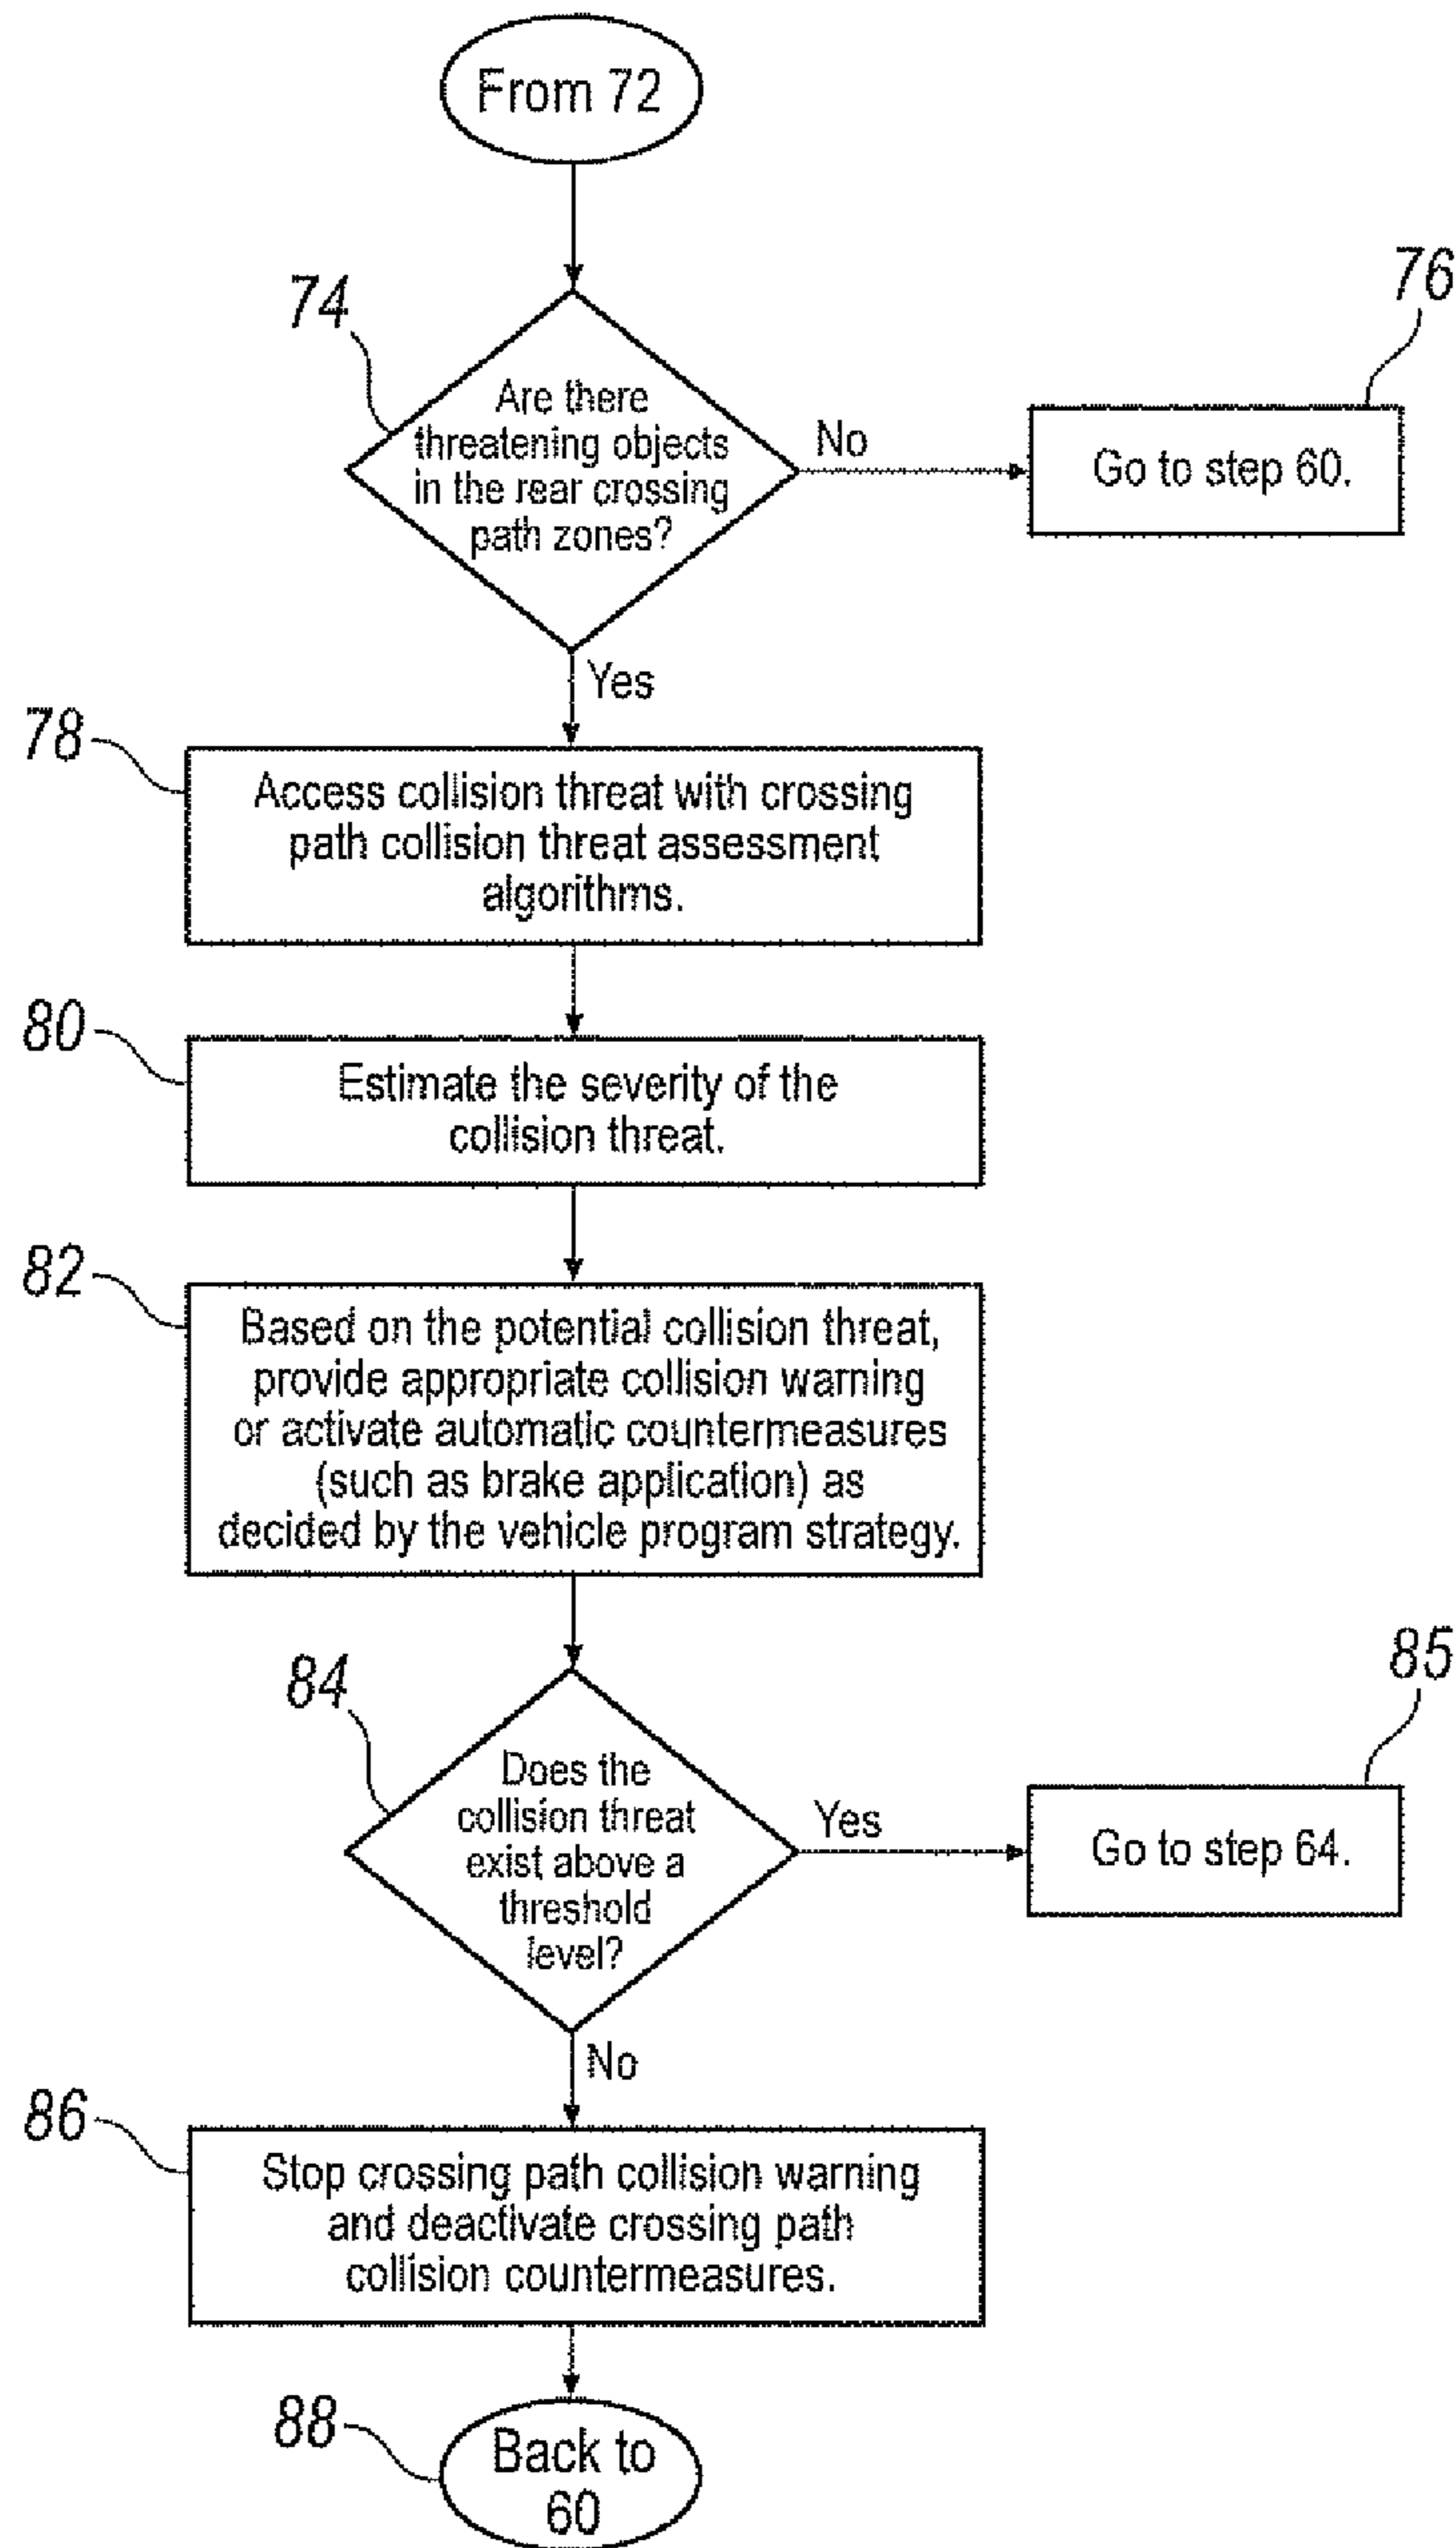 From 72
74
Are there
threatening objects
in the rear crossing
path zones?
No
76
Go to step 60.
Yes
78
Access collision threat with crossing
path collision threat assessment
algorithms.
80
Estimate the severity of the
collision threat.
82
Based on the potential collision threat,
provide appropriate collision warning
or activate automatic countermeasures
(such as brake application) as
decided by the vehicle program strategy.
84
Does the
collision threat
exist above a
threshold
level?
Yes
85
Go to step 64.
No
86
Stop crossing path collision warning
and deactivate crossing path
collision countermeasures.
88
Back to
60